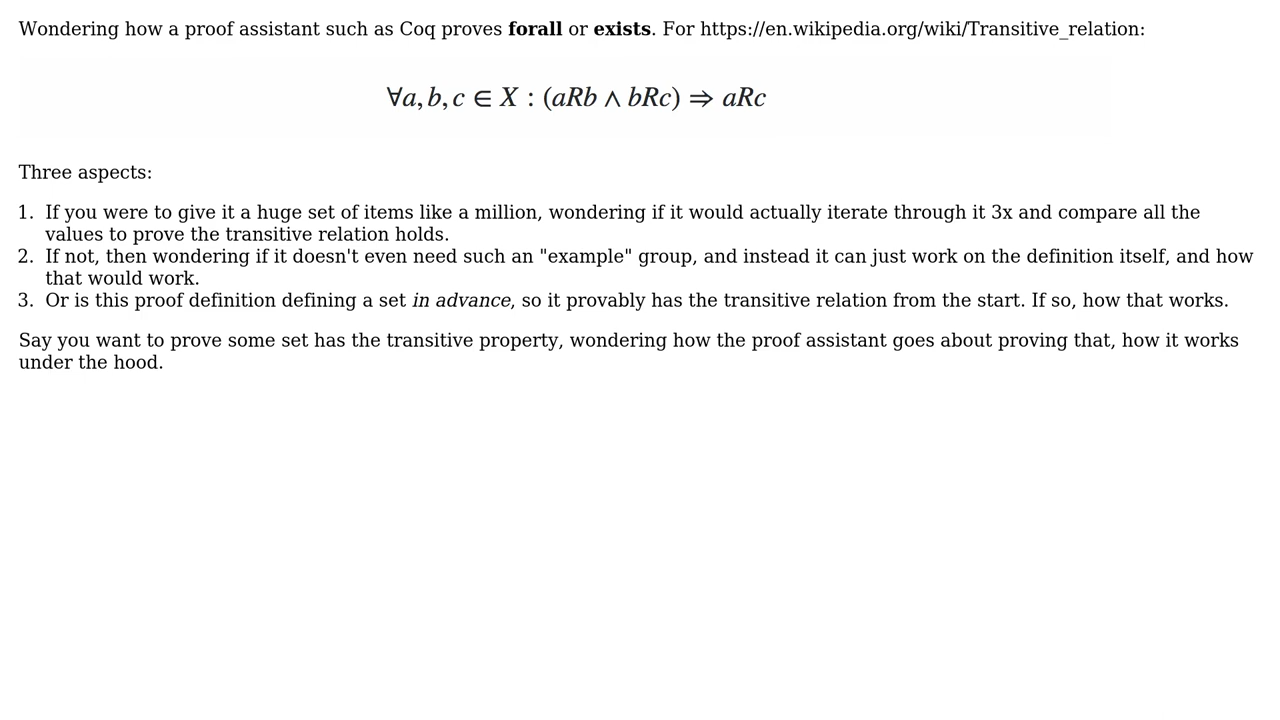 Wondering how a proof assistant such as Coq proves forall or exists. For https://en.wikipedia.org/wiki/Transitive_relation:
∀a, b, c ∈ X : (aRb ∧ bRc) ⇒ aRc
Three aspects:
1. If you were to give it a huge set of items like a million, wondering if it would actually iterate through it 3x and compare all the
values to prove the transitive relation holds.
2. If not, then wondering if it doesn't even need such an "example" group, and instead it can just work on the definition itself, and how
that would work.
3. Or is this proof definition defining a set in advance, so it provably has the transitive relation from the start. If so, how that works.
Say you want to prove some set has the transitive property, wondering how the proof assistant goes about proving that, how it works
under the hood.